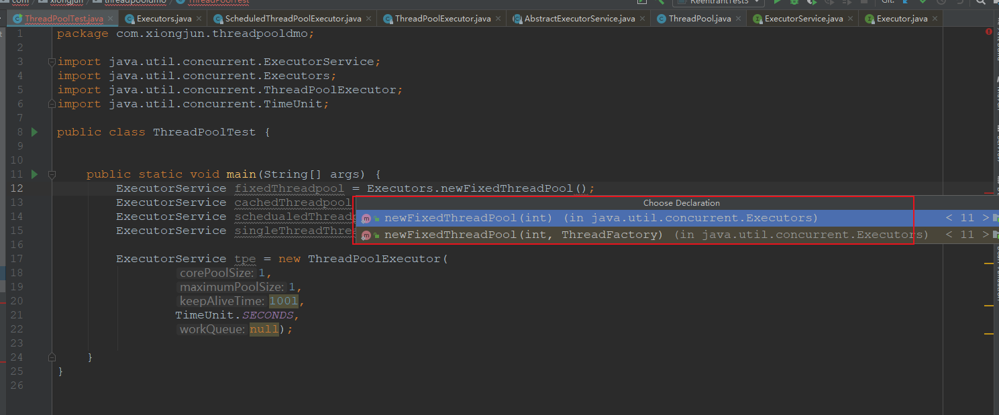 com xiongjun threadpooldmo ThreadPoolTest ReentrantTest3 Git:
ThreadPoolTest.java Executors.java ScheduledThreadPoolExecutor.java ThreadPoolExecutor.java AbstractExecutorService.java ThreadPool.java ExecutorService.java Executor.java
1 package com.xiongjun.threadpooldmo;
2
3 import java.util.concurrent.ExecutorService;
4 import java.util.concurrent.Executors;
5 import java.util.concurrent.ThreadPoolExecutor;
6 import java.util.concurrent.TimeUnit;
7
8 public class ThreadPoolTest {
9
10
11 public static void main(String[] args) {
12 ExecutorService fixedThreadpool = Executors.newFixedThreadPool();
13 ExecutorService cachedThreadpool
Choose Declaration
14 ExecutorService schedualedThreadp
newFixedThreadPool(int) (in java.util.concurrent.Executors) < 11 >
15 ExecutorService singleThreadThre
newFixedThreadPool(int, ThreadFactory) (in java.util.concurrent.Executors) < 11 >
16
17 ExecutorService tpe = new ThreadPoolExecutor(
18 corePoolSize: 1,
19 maximumPoolSize: 1,
20 keepAliveTime: 100l,
21 TimeUnit.SECONDS,
22 workQueue: null);
23
24 }
25 }
26